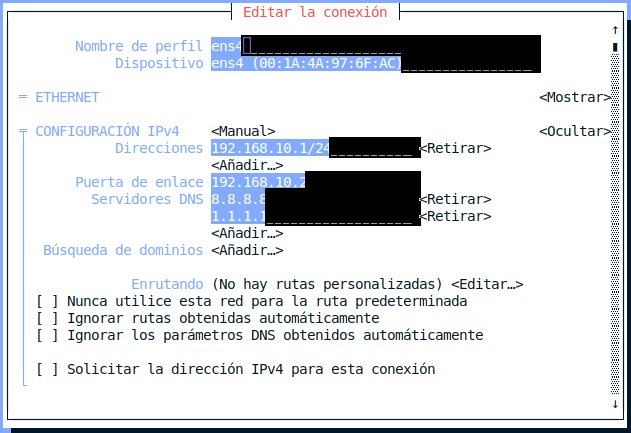 Editar la conexión
Nombre de perfil ens4
Dispositivo ens4 (00:1A:4A:97:6F:AC)
= ETHERNET <Mostrar>
CONFIGURACIÓN IPv4 <Manual> <Ocultar>
Direcciones 192.168.10.1/24 <Retirar>
<Añadir…>
Puerta de enlace 192.168.10.2
Servidores DNS 8.8.8.8 <Retirar>
1.1.1.1 <Retirar>
<Añadir…>
Búsqueda de dominios <Añadir…>
Enrutando (No hay rutas personalizadas) <Editar…>
[ ] Nunca utilice esta red para la ruta predeterminada
[ ] Ignorar rutas obtenidas automáticamente
[ ] Ignorar los parámetros DNS obtenidos automáticamente
[ ] Solicitar la dirección IPv4 para esta conexión